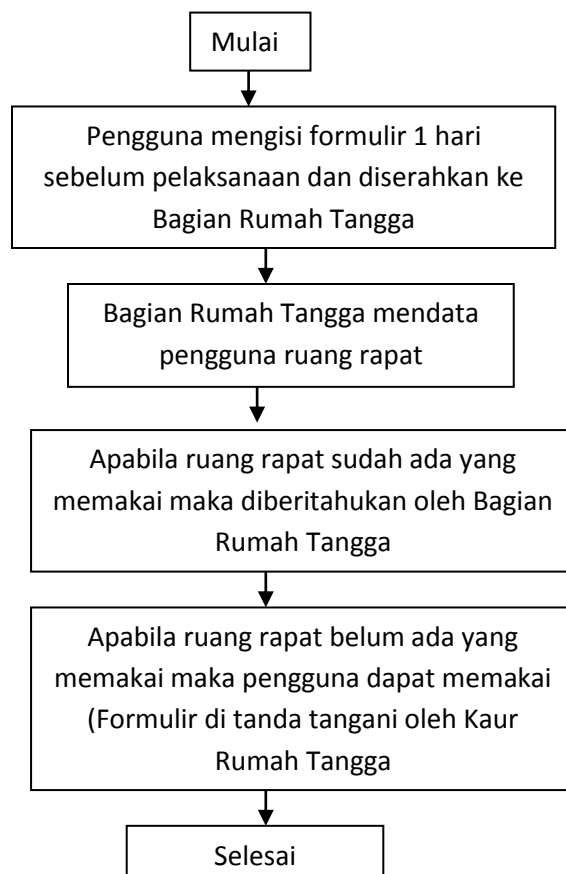 Mulai
Pengguna mengisi formulir 1 hari
sebelum pelaksanaan dan diserahkan ke
Bagian Rumah Tangga
Bagian Rumah Tangga mendata
pengguna ruang rapat
Apabila ruang rapat sudah ada yang
memakai maka diberitahukan oleh Bagian
Rumah Tangga
Apabila ruang rapat belum ada yang
memakai maka pengguna dapat memakai
(Formulir di tanda tangani oleh Kaur
Rumah Tangga
Selesai